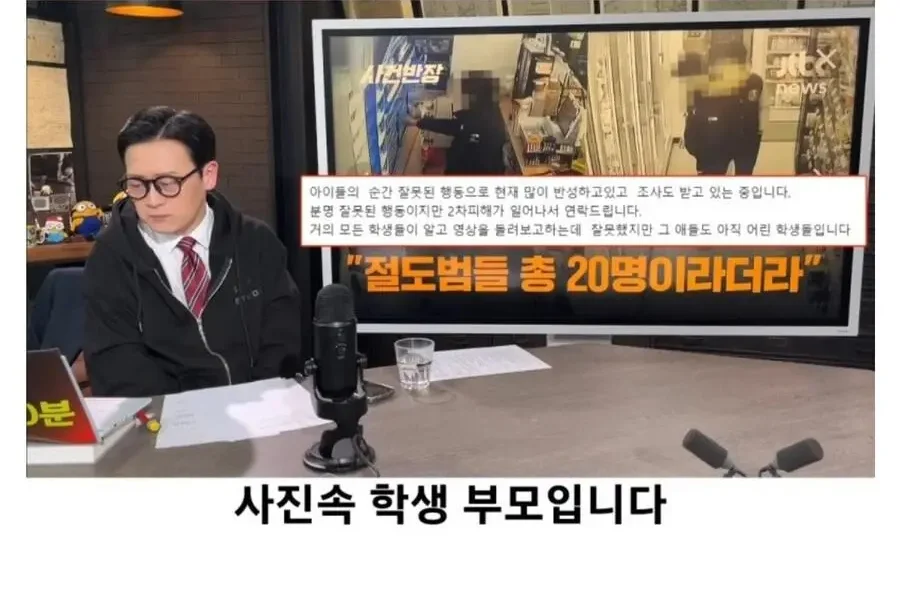 사건반장
JTBC
news
아이들의 순간 잘못된 행동으로 현재 많이 반성하고있고 조사도 받고 있는 중입니다.
분명 잘못된 행동이지만 2차피해가 일어나서 연락드립니다.
거의 모든 학생들이 알고 영상을 돌려보고하는데 잘못했지만 그 애들도 아직 어린 학생들입니다
"절도범들 총 20명이라더라"
0분
사진속 학생 부모입니다